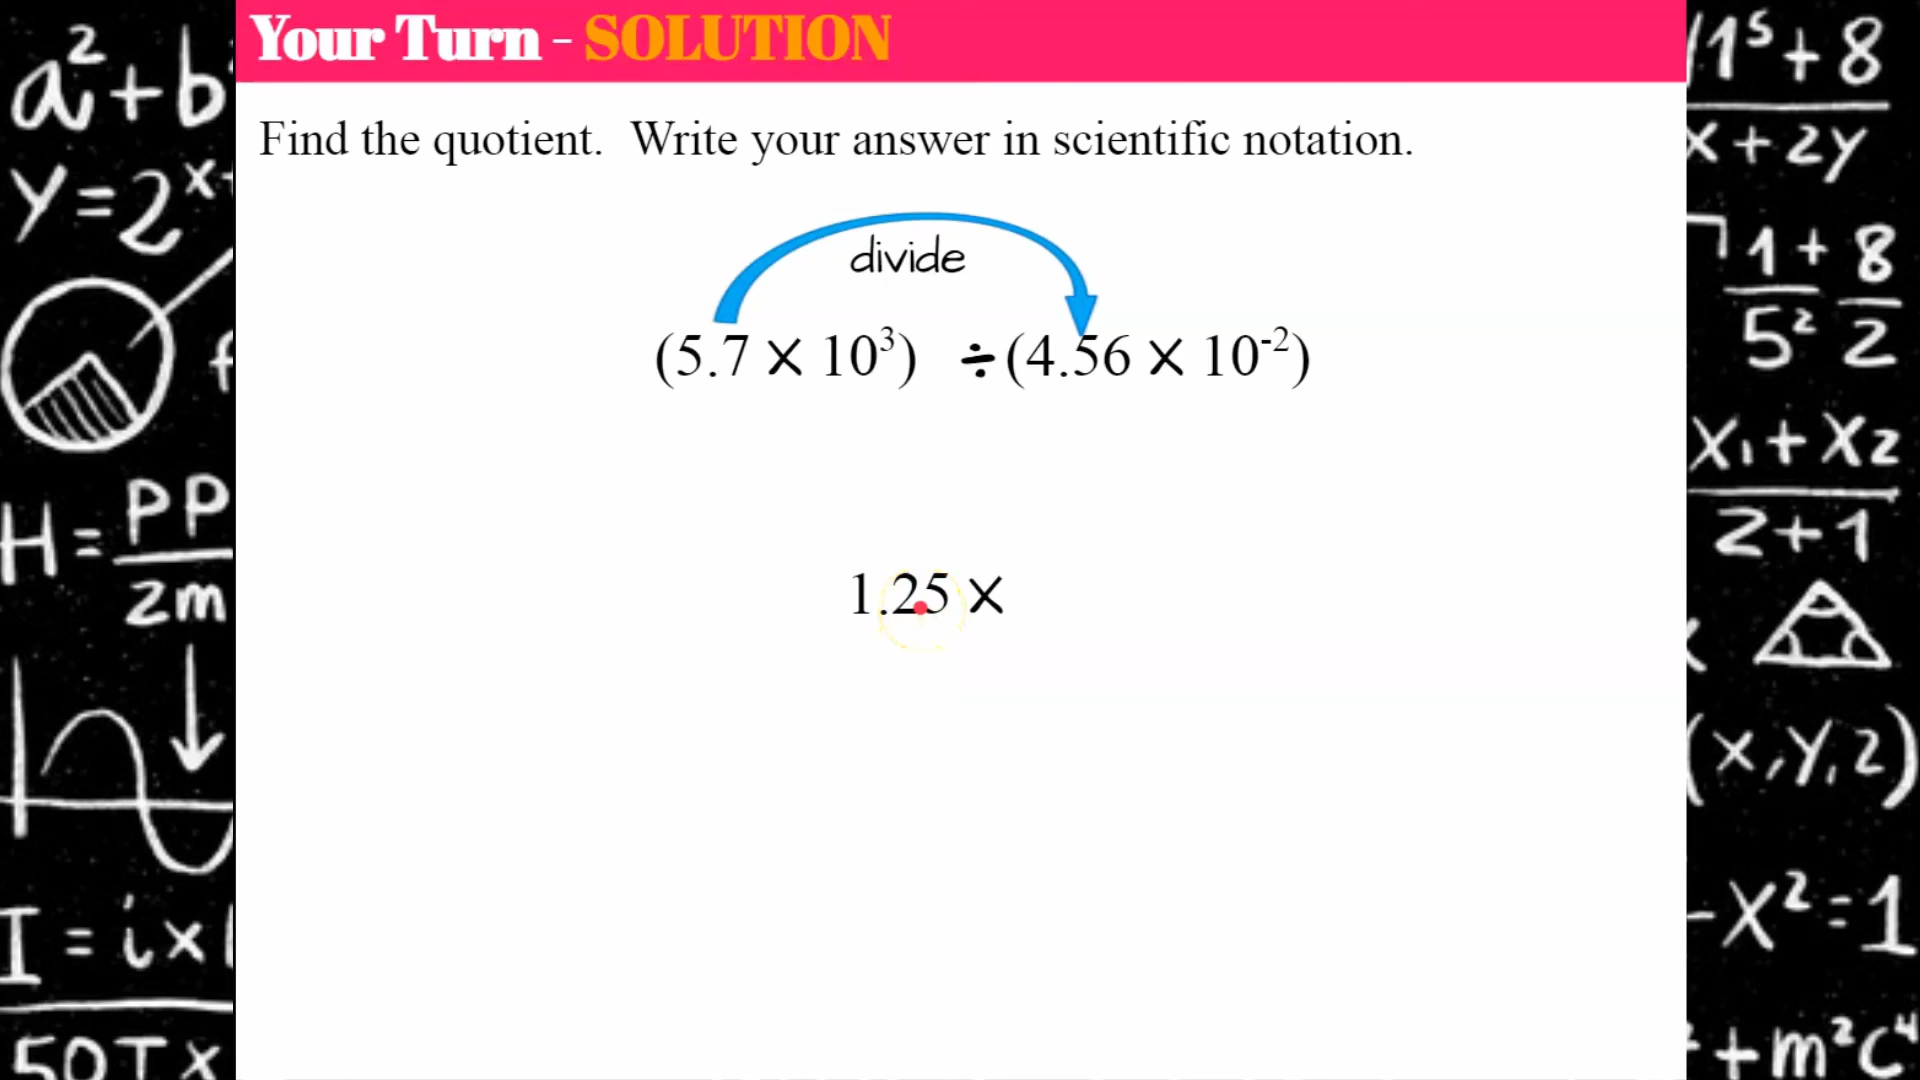 Your Turn - SOLUTION
Find the quotient. Write your answer in scientific notation.
divide
(5.7 × 10³) ÷ (4.56 × 10⁻²)
1.25 ×
a² + b
y = 2ˣ
H = PP
2m
I = ix
50Tx
1⁵ + 8
x + 2y
1 + 8
5² 2
x₁ + x₂
2 + 1
(x, y, 2)
-x² = 1
+ m²c⁴